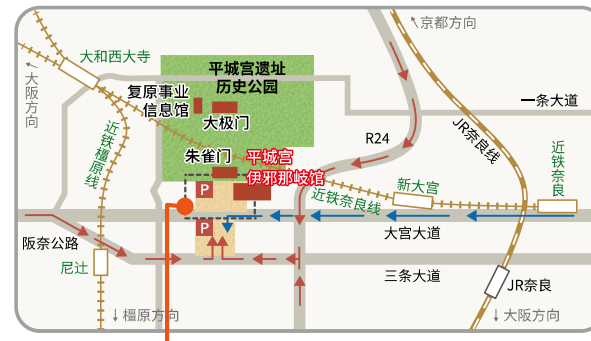 ↑京都方向
大和西大寺
大阪方向
平城宫遗址
历史公园
复原事业
信息馆
一条大道
大极门
R24
JR奈良线
近铁橿原线
朱雀门
平城宫
伊邪那岐馆
近铁奈良
P
新大宫
近铁奈良线
P
大宫大道
阪奈公路
尼辻
三条大道
JR奈良
↓橿原方向
↓大阪方向